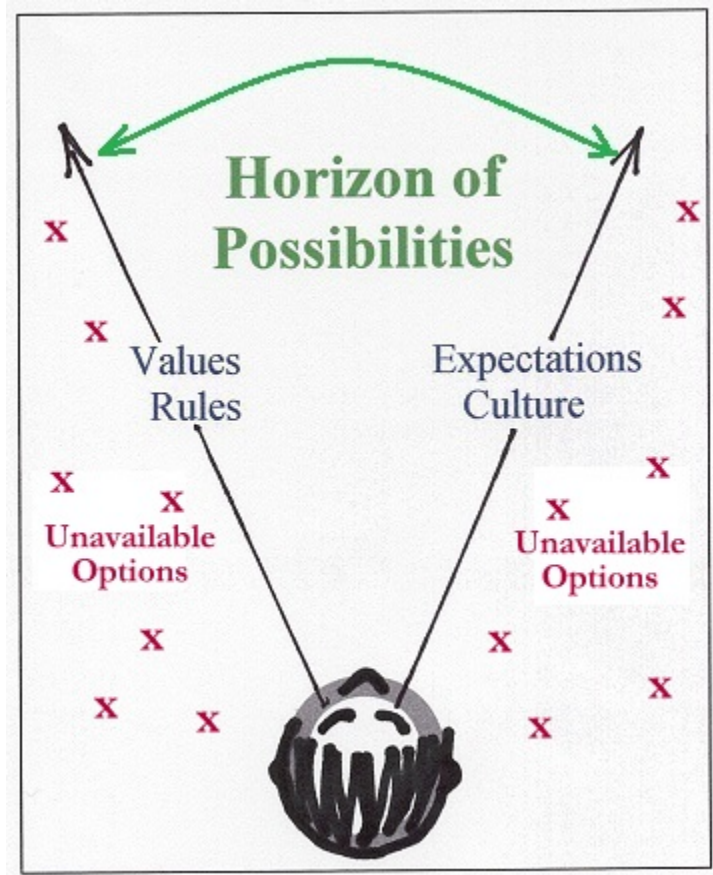 Horizon of
Possibilities
x
x
x
x
Values
Rules
Expectations
Culture
x
x
x
x
Unavailable
Options
Unavailable
Options
x
x
x
x
x
x